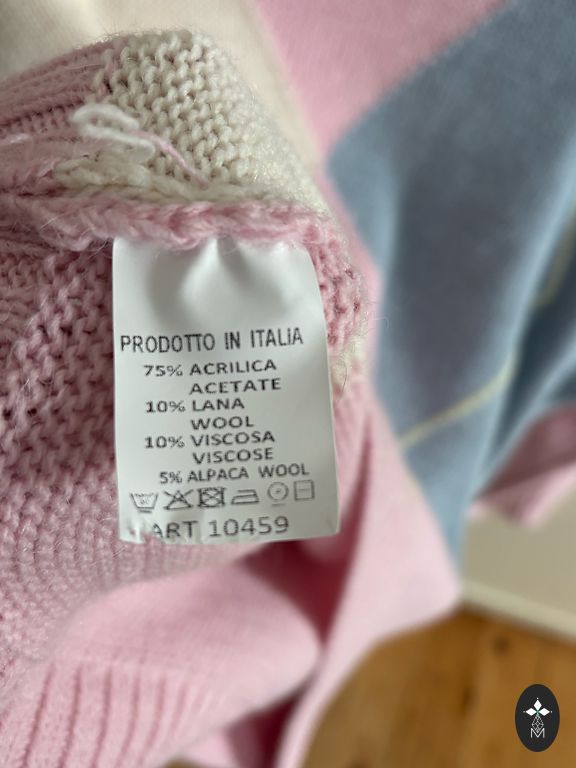 PRODOTTO IN ITALIA
75% ACRILICA
ACETATE
10% LANA
WOOL
10% VISCOSA
VISCOSE
5% ALPACA WOOL
ART 10459
M